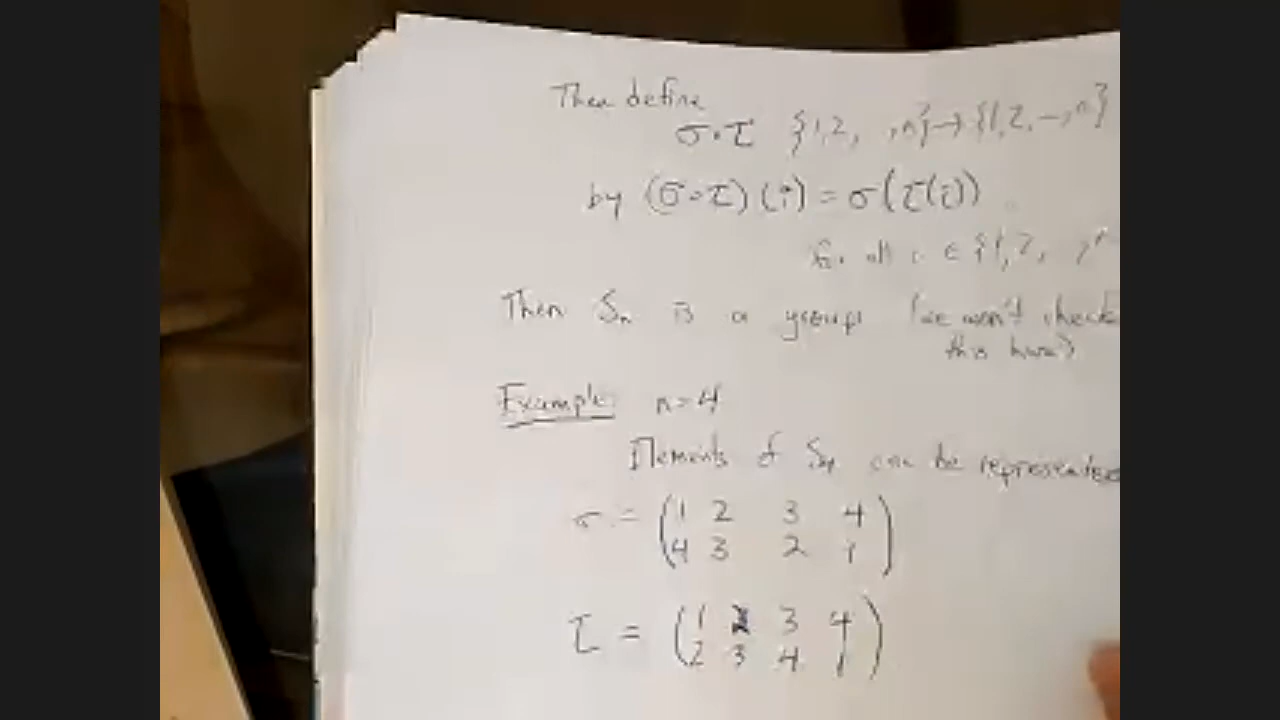 Then define
σ∘τ {1,2, ,n}→{1,2,-,n}
by (σ∘τ)(i) = σ(τ(i))
for all i ∈ {1,2, ,n
Then Sn is a group (we won't check
this here)
Example: n=4
Elements of S4 can be represented
σ = (1 2 3 4
4 3 2 1)
τ = (1 2 3 4
2 3 4 1)